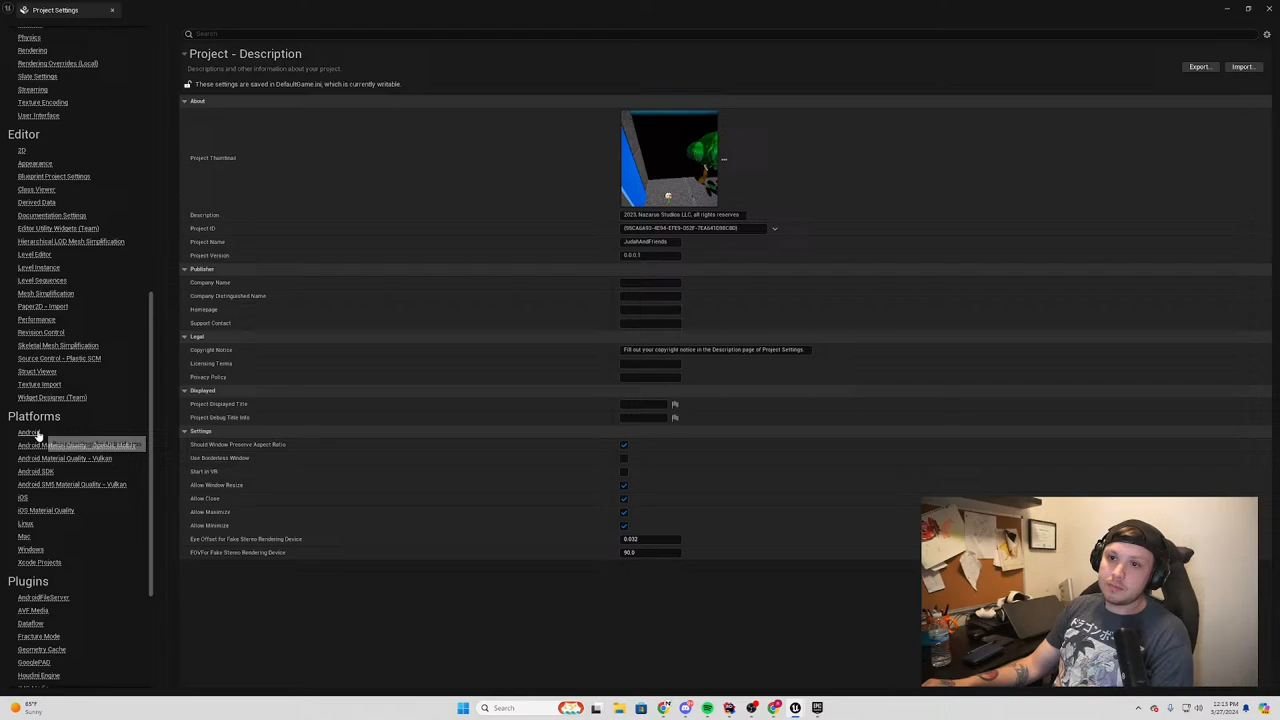 Project Settings
Physics
Rendering
Rendering Overrides (Local)
Slate Settings
Streaming
Texture Encoding
User Interface
Editor
2D
Appearance
Blueprint Project Settings
Class Viewer
Derived Data
Documentation Settings
Editor Utility Widgets (Team)
Hierarchical LOD Mesh Simplification
Level Editor
Level Instance
Level Sequences
Mesh Simplification
Paper2D - Import
Performance
Revision Control
Skeletal Mesh Simplification
Source Control - Plastic SCM
Struct Viewer
Texture Import
Widget Designer (Team)
Platforms
Android
Android Material Quality - Vulkan
Android SDK
Android SM5 Material Quality - Vulkan
iOS
iOS Material Quality
Linux
Mac
Windows
Xcode Projects
Plugins
AndroidFileServer
AVF Media
Dataflow
Fracture Mode
Geometry Cache
GooglePAD
Houdini Engine
Search
Project - Description
Descriptions and other information about your project.
Export...
Import...
These settings are saved in DefaultGame.ini, which is currently writable.
About
Project Thumbnail
Description
2023, Nazarus Studios LLC, all rights reserves
Project ID
Project Name
JudahAndFriends
Project Version
0.0.0.1
Publisher
Company Name
Company Distinguished Name
Homepage
Support Contact
Legal
Copyright Notice
Fill out your copyright notice in the Description page of Project Settings.
Licensing Terms
Privacy Policy
Displayed
Project Displayed Title
Project Debug Title Info
Settings
Should Window Preserve Aspect Ratio
Use Borderless Window
Start in VR
Allow Window Resize
Allow Close
Allow Maximize
Allow Minimize
Eye Offset for Fake Stereo Rendering Device
0.032
FOVFor Fake Stereo Rendering Device
90.0
85°F
Sunny
Search
12:13 PM
3/27/2024